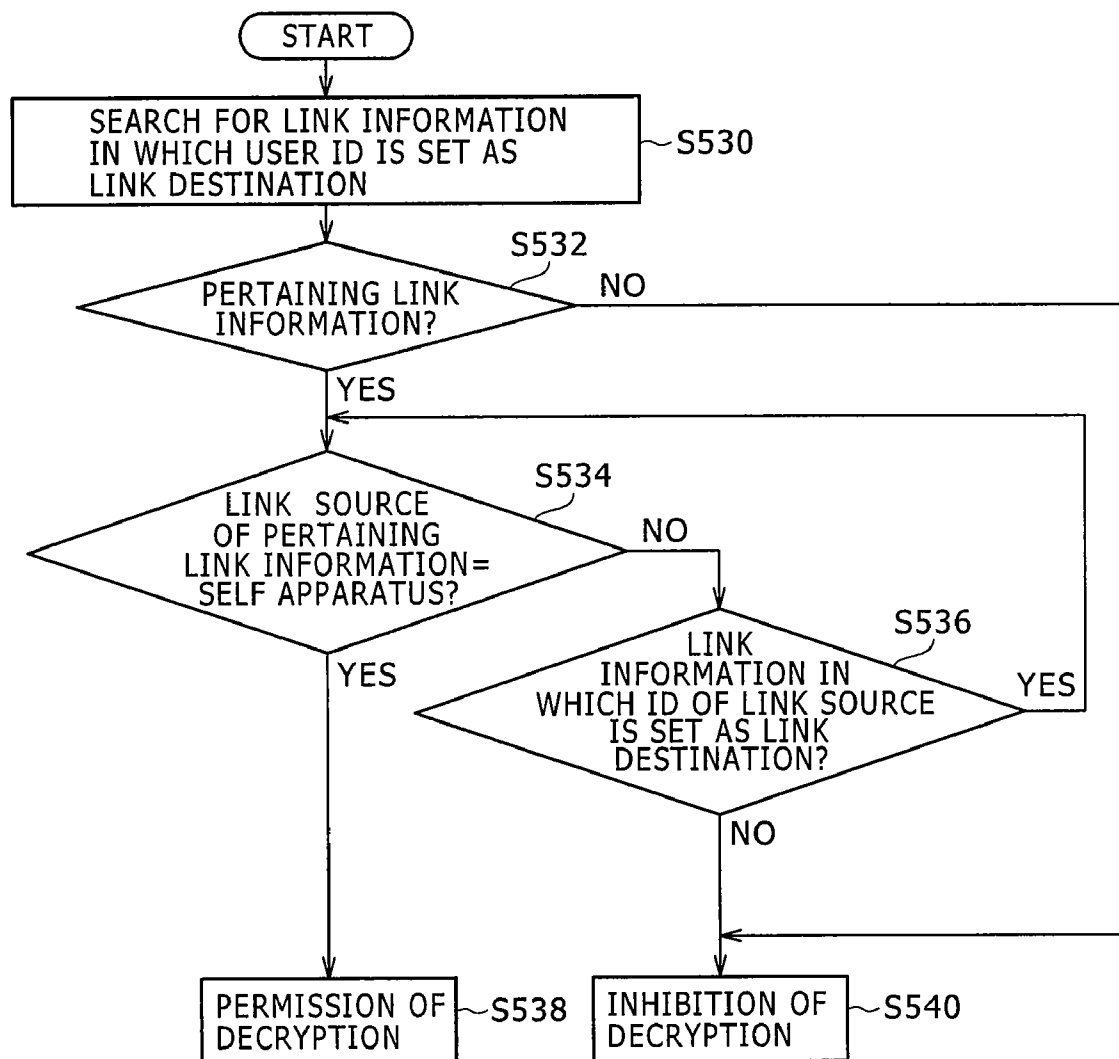 START
SEARCH FOR LINK INFORMATION
IN WHICH USER ID IS SET AS
LINK DESTINATION
S530
S532
PERTAINING LINK
INFORMATION?
NO
YES
S534
LINK SOURCE
OF PERTAINING
LINK INFORMATION=
SELF APPARATUS?
NO
YES
S536
LINK
INFORMATION IN
WHICH ID OF LINK SOURCE
IS SET AS LINK
DESTINATION?
YES
NO
PERMISSION OF
DECRYPTION
S538
INHIBITION OF
DECRYPTION
S540